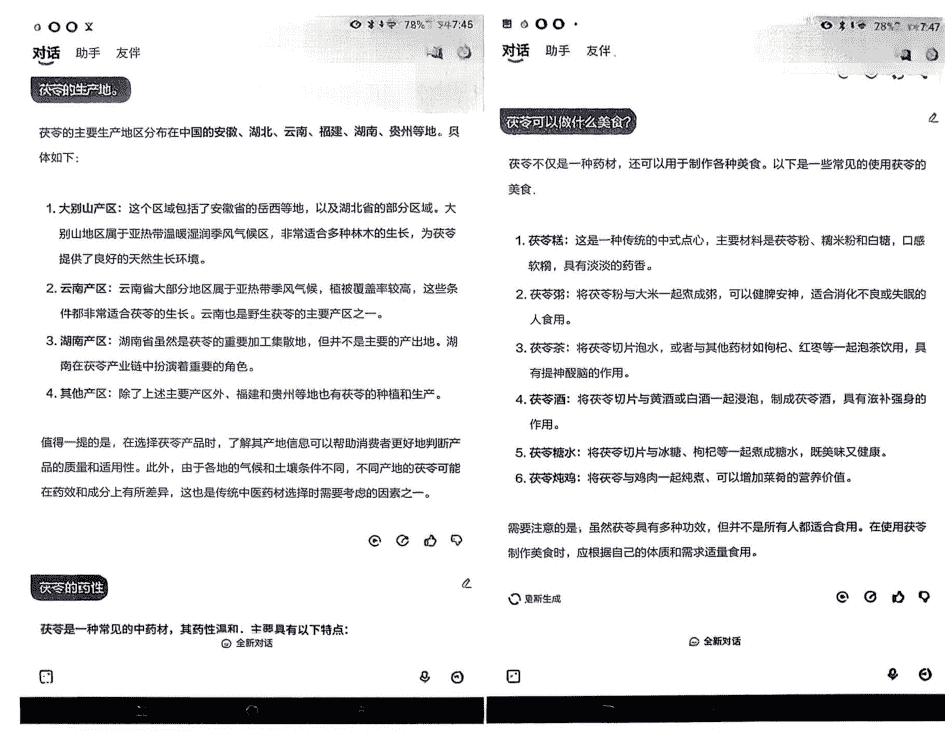 78% 7:45
对话 助手 友伴
茯苓的生产地。
茯苓的主要生产地区分布在中国的安徽、湖北、云南、福建、湖南、贵州等地。具
体如下：
1. 大别山产区：这个区域包括了安徽省的岳西等地，以及湖北省的部分区域。大
别山地区属于亚热带温暖湿润季风气候区，非常适合多种林木的生长，为茯苓
提供了良好的天然生长环境。
2. 云南产区：云南省大部分地区属于亚热带季风气候，植被覆盖率较高，这些条
件都非常适合茯苓的生长。云南也是野生茯苓的主要产区之一。
3. 湖南产区：湖南省虽然是茯苓的重要加工集散地，但并不是主要的产出地。湖
南在茯苓产业链中扮演着重要的角色。
4. 其他产区：除了上述主要产区外、福建和贵州等地也有茯苓的种植和生产。
值得一提的是，在选择茯苓产品时，了解其产地信息可以帮助消费者更好地判断产
品的质量和适用性。此外，由于各地的气候和土壤条件不同，不同产地的茯苓可能
在药效和成分上有所差异，这也是传统中医药材选择时需要考虑的因素之一。
茯苓的药性
茯苓是一种常见的中药材，其药性温和，主要具有以下特点：
全新对话
78% 7:47
对话 助手 友伴
茯苓可以做什么美食？
茯苓不仅是一种药材，还可以用于制作各种美食。以下是一些常见的使用茯苓的
美食.
1. 茯苓糕：这是一种传统的中式点心，主要材料是茯苓粉、糯米粉和白糖，口感
软糯，具有淡淡的药香。
2. 茯苓粥：将茯苓粉与大米一起煮成粥，可以健脾安神，适合消化不良或失眠的
人食用。
3. 茯苓茶：将茯苓切片泡水，或者与其他药材如枸杞、红枣等一起泡茶饮用，具
有提神醒脑的作用。
4. 茯苓酒：将茯苓切片与黄酒或白酒一起浸泡，制成茯苓酒，具有滋补强身的
作用。
5. 茯苓糖水：将茯苓切片与冰糖、枸杞等一起煮成糖水，既美味又健康。
6. 茯苓炖鸡：将茯苓与鸡肉一起炖煮、可以增加菜肴的营养价值。
需要注意的是，虽然茯苓具有多种功效，但并不是所有人都适合食用。在使用茯苓
制作美食时，应根据自己的体质和需求适量食用。
重新生成
全新对话